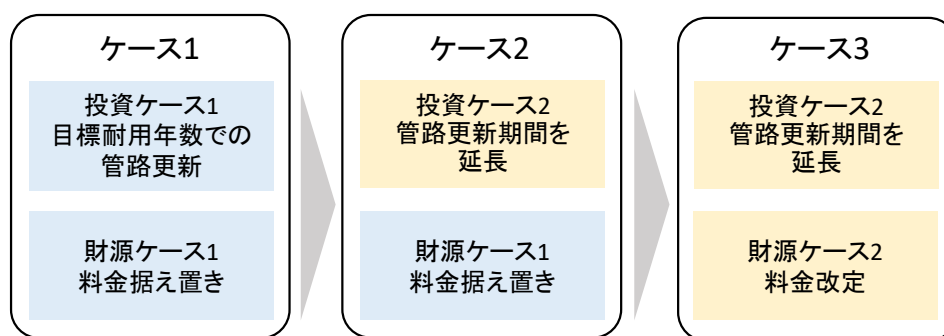 ケース1
投資ケース1
目標耐用年数での
管路更新
財源ケース1
料金据え置き
ケース2
投資ケース2
管路更新期間を
延長
財源ケース1
料金据え置き
ケース3
投資ケース2
管路更新期間を
延長
財源ケース2
料金改定